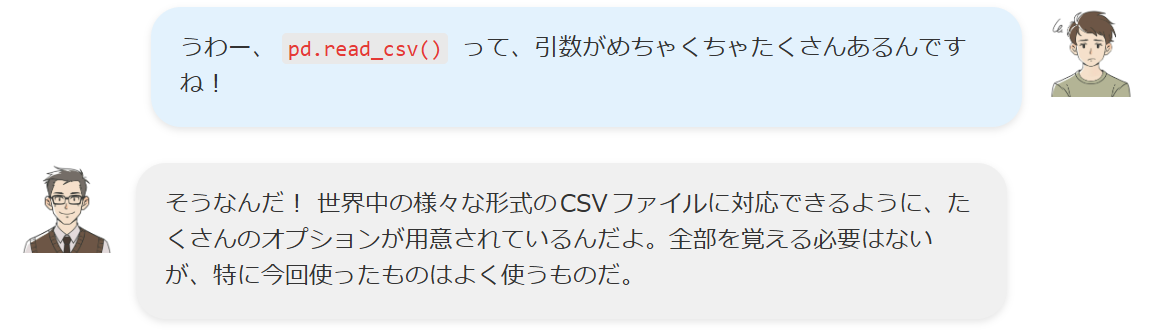 うわー、 pd.read_csv() って、引数がめちゃくちゃたくさんあるんです
ね！
そうなんだ！ 世界中の様々な形式のCSVファイルに対応できるように、た
くさんのオプションが用意されているんだよ。全部を覚える必要はない
が、特に今回使ったものはよく使うものだ。